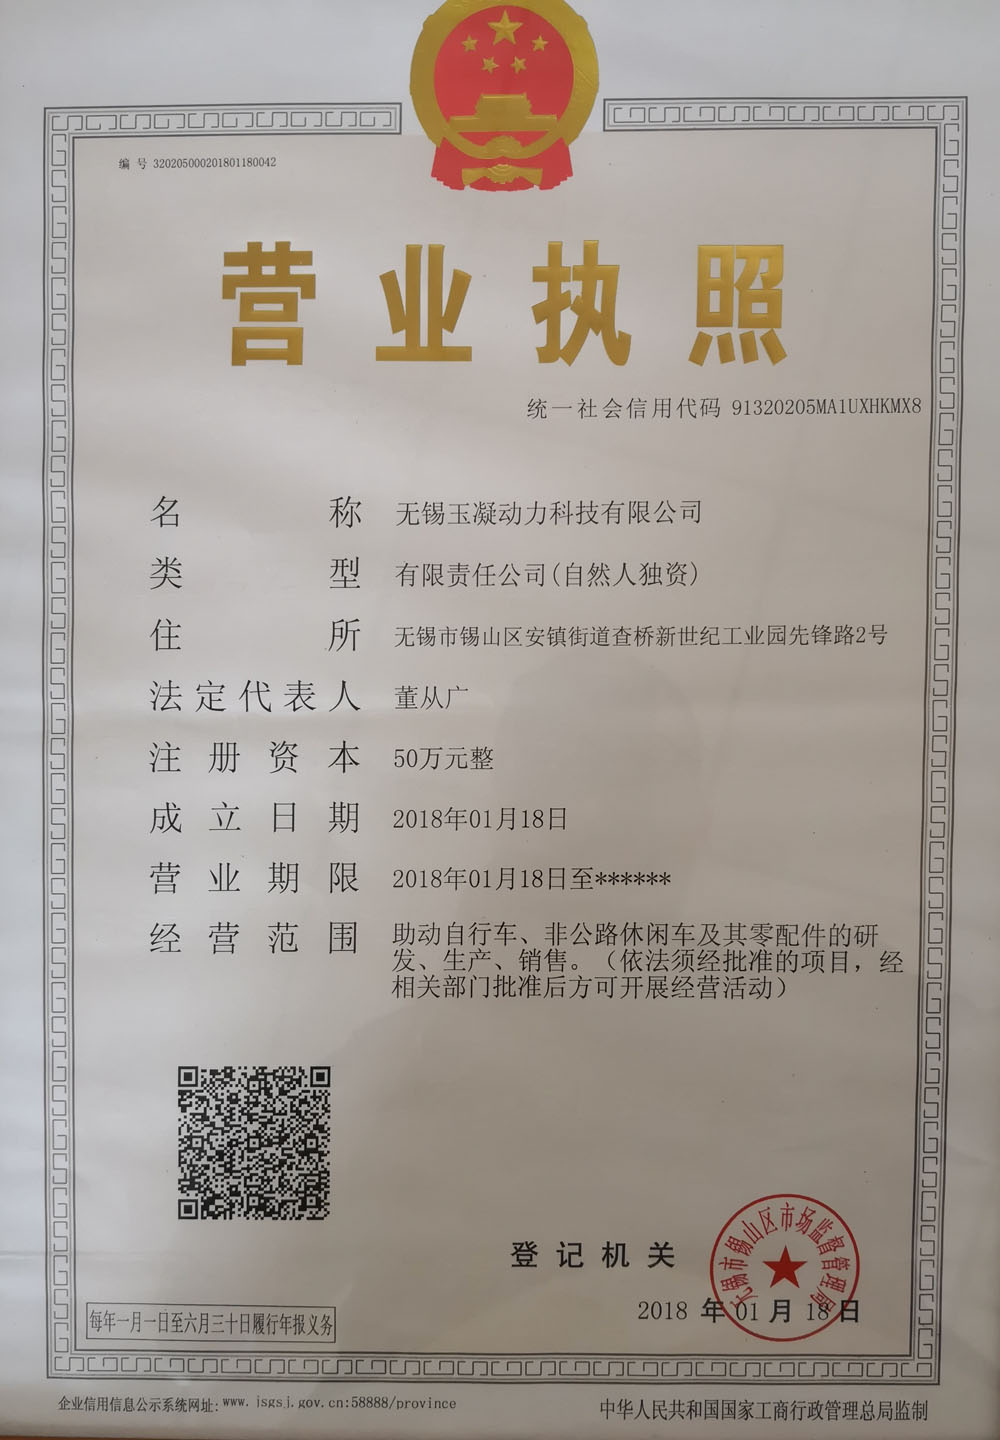 编 号 320205000201801180042
营业执照
统一社会信用代码 91320205MA1UXHKMX8
名称 无锡玉凝动力科技有限公司
类型 有限责任公司(自然人独资)
住所 无锡市锡山区安镇街道查桥新世纪工业园先锋路2号
法定代表人 董从广
注册资本 50万元整
成立日期 2018年01月18日
营业期限 2018年01月18日至******
经营范围 助动自行车、非公路休闲车及其零配件的研
发、生产、销售。（依法须经批准的项目，经
相关部门批准后方可开展经营活动）
登记机关
无锡市锡山区市场监督管理局
2018 年 01 月 18 日
每年一月一日至六月三十日履行年报义务
企业信用信息公示系统网址: www.jsgsj.gov.cn:58888/province
中华人民共和国国家工商行政管理总局监制